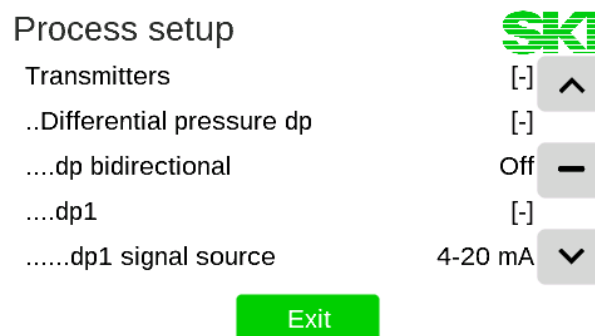 Process setup
SKI
Transmitters [-]
..Differential pressure dp [-]
....dp bidirectional Off
....dp1 [-]
......dp1 signal source 4-20 mA
Exit